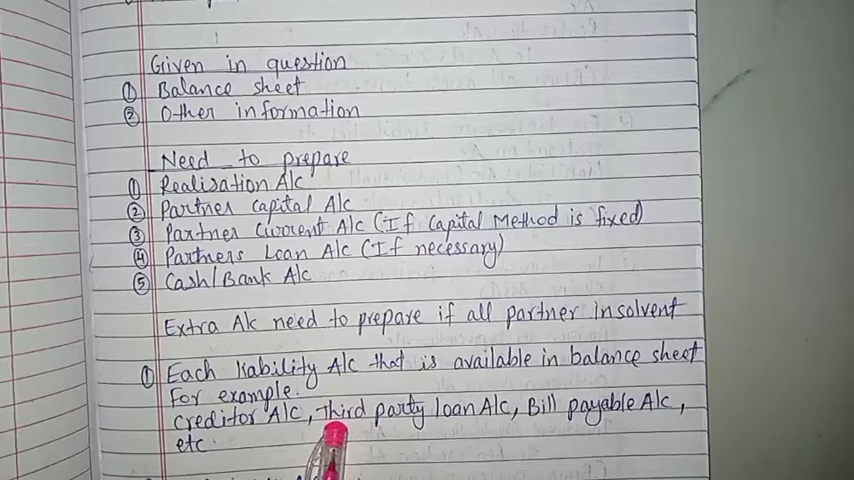 Given in question
① Balance sheet
② Other information
Need to prepare
① Realisation A/c
② Partner capital A/c
③ Partner Current A/c (If Capital Method is fixed)
④ Partners Loan A/c (If necessary)
⑤ Cash/Bank A/c
Extra A/c need to prepare if all partner insolvent
① Each liability A/c that is available in balance sheet
For example.
creditor A/c, Third party loan A/c, Bill payable A/c,
etc.